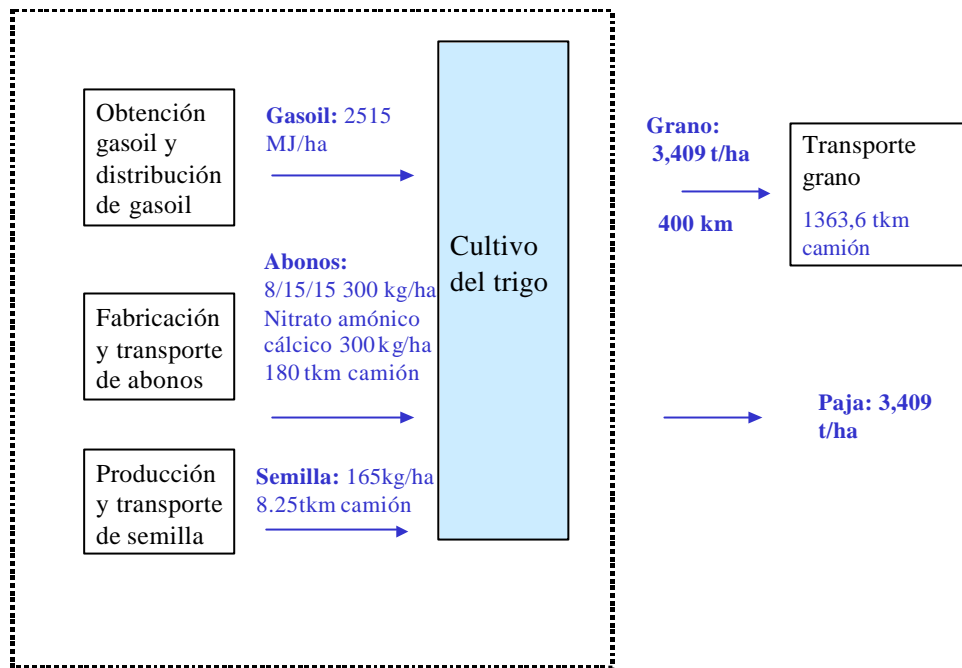 Obtención
gasoil y
distribución
de gasoil
Gasoil: 2515
MJ/ha
Fabricación
y transporte
de abonos
Abonos:
8/15/15 300 kg/ha
Nitrato amónico
cálcico 300kg/ha
180 tkm camión
Producción
y transporte
de semilla
Semilla: 165kg/ha
8.25tkm camión
Cultivo
del trigo
Grano:
3,409 t/ha
400 km
Transporte
grano
1363,6 tkm
camión
Paja: 3,409
t/ha